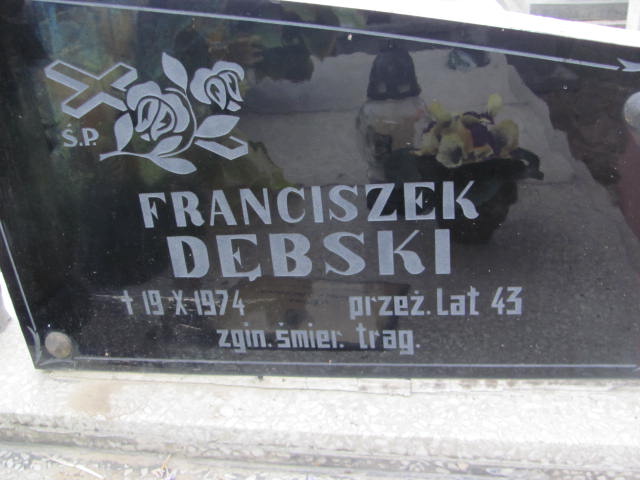 Ś.P.
FRANCISZEK
DĘBSKI
† 19 X 1974 przeż. Lat 43
zgin. śmier. trag.